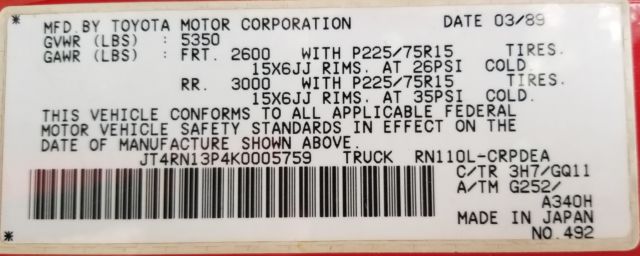 * MFD.BY TOYOTA MOTOR CORPORATION DATE 03/89
GVWR (LBS) : 5350
GAWR (LBS) : FRT. 2600 WITH P225/75R15 TIRES.
15X6JJ RIMS. AT 26PSI COLD.
RR. 3000 WITH P225/75R15 TIRES.
15X6JJ RIMS. AT 35PSI COLD.
THIS VEHICLE CONFORMS TO ALL APPLICABLE FEDERAL
MOTOR VEHICLE SAFETY STANDARDS IN EFFECT ON THE
DATE OF MANUFACTURE SHOWN ABOVE.
JT4RN13P4K0005759 TRUCK RN110L-CRPDEA
C/TR 3H7/GQ11
A/TM G252/
A340H
MADE IN JAPAN
* NO.492